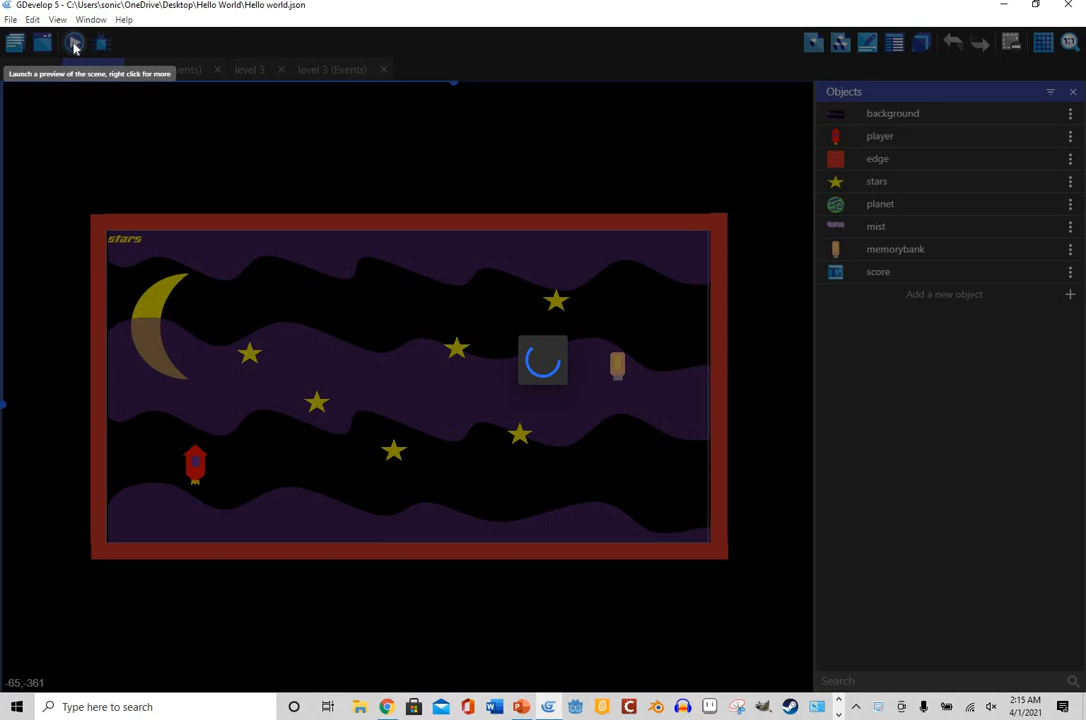 GDevelop 5 - C:\Users\sonic\OneDrive\Desktop\Hello World\Hello world.json
File Edit View Window Help
1:1
ents) × level 3 × level 3 (Events) ×
Launch a preview of the scene, right click for more
Objects
background
player
edge
stars
planet
mist
memorybank
score
Add a new object
stars
-65;-361
Search
Type here to search
2:15 AM
4/1/2021